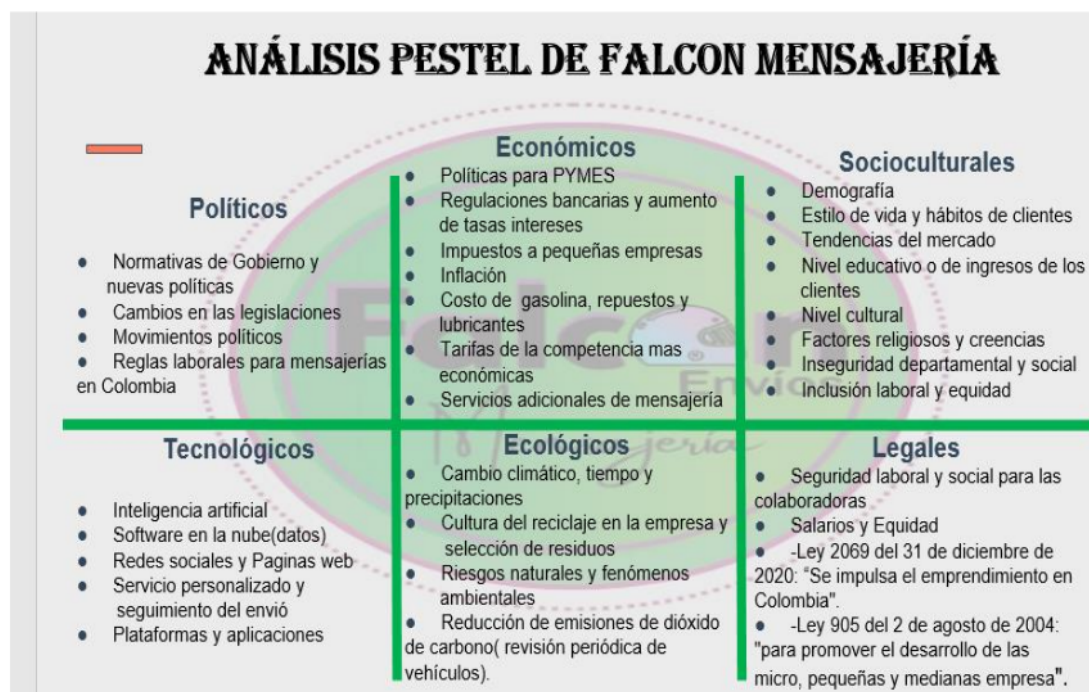 ANÁLISIS PESTEL DE FALCON MENSAJERÍA
Políticos
● Normativas de Gobierno y
nuevas políticas
● Cambios en las legislaciones
● Movimientos políticos
● Reglas laborales para mensajerías
en Colombia
Económicos
● Políticas para PYMES
● Regulaciones bancarias y aumento
de tasas intereses
● Impuestos a pequeñas empresas
● Inflación
● Costo de gasolina, repuestos y
lubricantes
● Tarifas de la competencia mas
económicas
● Servicios adicionales de mensajería
Socioculturales
● Demografía
● Estilo de vida y hábitos de clientes
● Tendencias del mercado
● Nivel educativo o de ingresos de los
clientes
● Nivel cultural
● Factores religiosos y creencias
● Inseguridad departamental y social
● Inclusión laboral y equidad
Tecnológicos
● Inteligencia artificial
● Software en la nube(datos)
● Redes sociales y Paginas web
● Servicio personalizado y
seguimiento del envió
● Plataformas y aplicaciones
Ecológicos
● Cambio climático, tiempo y
precipitaciones
● Cultura del reciclaje en la empresa y
selección de residuos
● Riesgos naturales y fenómenos
ambientales
● Reducción de emisiones de dióxido
de carbono( revisión periódica de
vehículos).
Legales
● Seguridad laboral y social para las
colaboradoras
● Salarios y Equidad
● -Ley 2069 del 31 de diciembre de
2020: “Se impulsa el emprendimiento en
Colombia".
● -Ley 905 del 2 de agosto de 2004:
"para promover el desarrollo de las
micro, pequeñas y medianas empresa".
Falcon
Envios
Mensajería